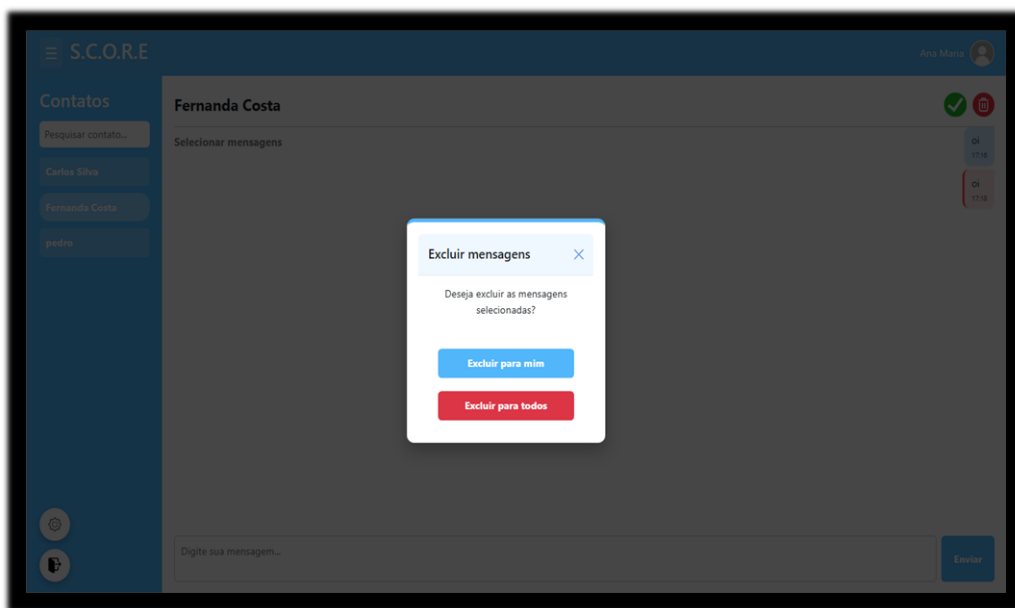 S.C.O.R.E
Ana Maria
Contatos
Pesquisar contato...
Carlos Silva
Fernanda Costa
pedro
Fernanda Costa
Selecionar mensagens
oi
17:18
oi
17:18
Excluir mensagens
Deseja excluir as mensagens
selecionadas?
Excluir para mim
Excluir para todos
Digite sua mensagem...
Enviar